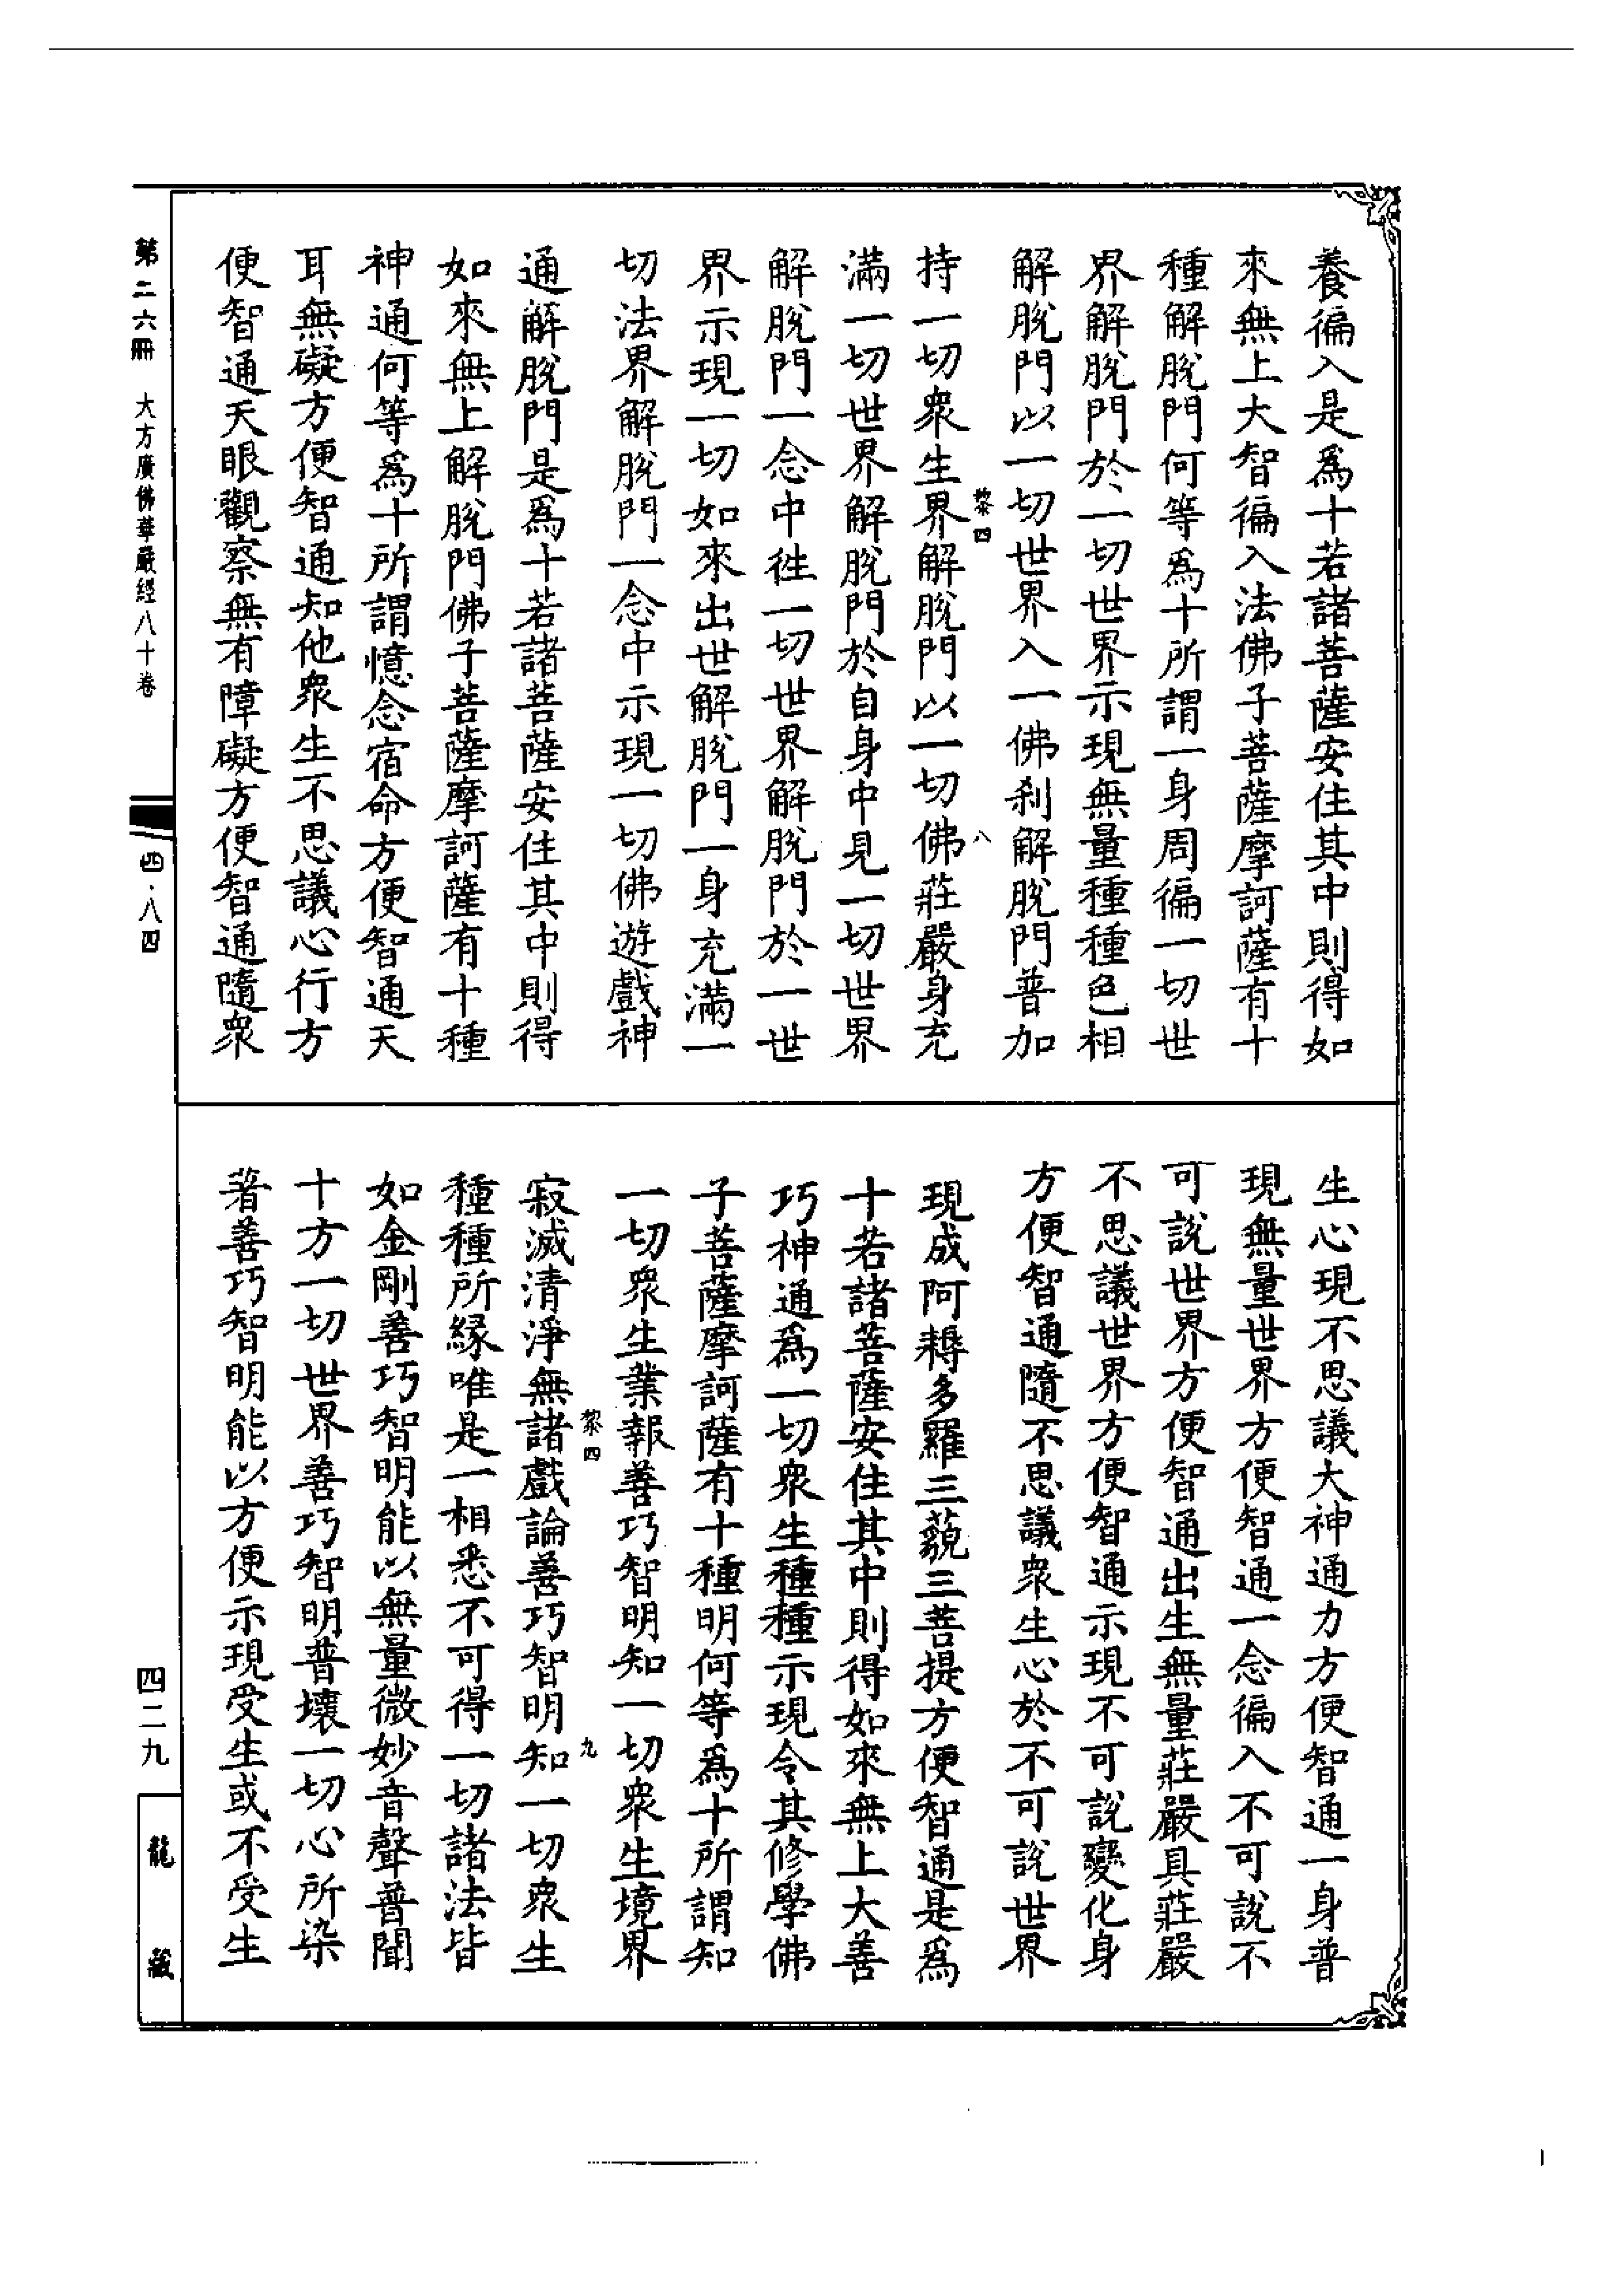 養徧入是爲十若諸菩薩安住其中則得如
來無上大智徧入法佛子菩薩摩訶薩有十
種解脫門何等爲十所謂一身周徧一切世
界解脫門於一切世界示現無量種種色相
解脫門以一切世界入一佛刹解脫門普加
黎四
八
持一切衆生界解脫門以一切佛莊嚴身充
滿一切世界解脫門於自身中見一切世界
解脫門一念中徃一切世界解脫門於一世
界示現一切如來出世解脫門一身充滿一
切法界解脫門一念中示現一切佛遊戲神
通解脫門是爲十若諸菩薩安住其中則得
如來無上解脫門佛子菩薩摩訶薩有十種
神通何等爲十所謂憶念宿命方便智通天
耳無礙方便智通知他衆生不思議心行方
便智通天眼觀察無有障礙方便智通隨衆
生心現不思議大神通力方便智通一身普
現無量世界方便智通一念徧入不可說不
可說世界方便智通出生無量莊嚴具莊嚴
不思議世界方便智通示現不可說變化身
方便智通隨不思議衆生心於不可說世界
現成阿耨多羅三藐三菩提方便智通是爲
十若諸菩薩安住其中則得如來無上大善
巧神通爲一切衆生種種示現令其修學佛
子菩薩摩訶薩有十種明何等爲十所謂知
一切衆生業報善巧智明知一切衆生境界
黎四
九
寂滅清淨無諸戲論善巧智明知一切衆生
種種所緣唯是一相悉不可得一切諸法皆
如金剛善巧智明能以無量微妙音聲普聞
十方一切世界善巧智明普壞一切心所染
著善巧智明能以方便示現受生或不受生
第二六冊 大方廣佛華嚴經八十卷
四·八四
四二九
龍藏